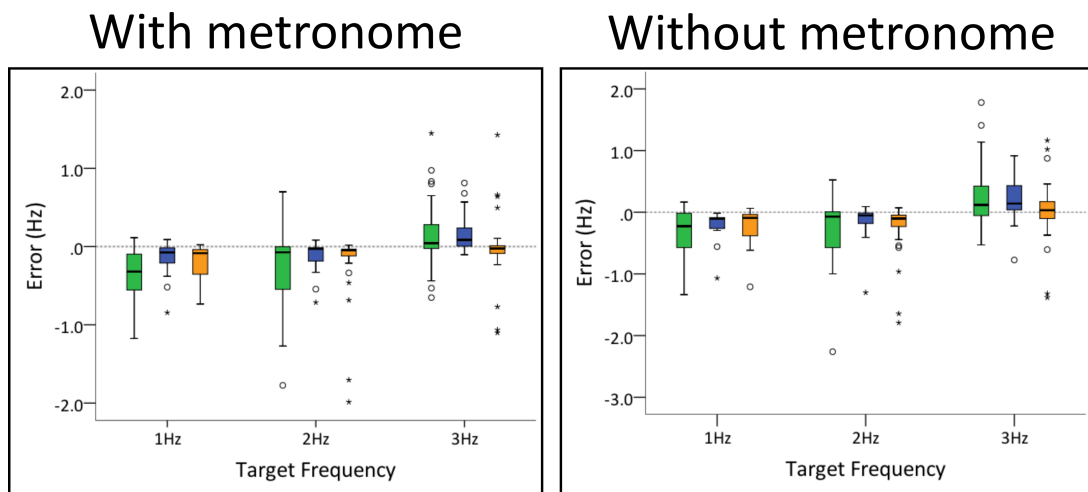 With metronome
Without metronome
2.0
1.0
.0
-1.0
-2.0
Error (Hz)
1Hz
2Hz
3Hz
Target Frequency
2.0
1.0
.0
-1.0
-2.0
-3.0
Error (Hz)
1Hz
2Hz
3Hz
Target Frequency